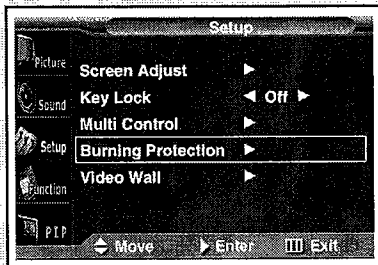 Setup
Picture
Screen Adjust
Key Lock Off
Sound
Multi Control
Setup
Burning Protection
Video Wall
Function
PIP
Move Enter Exit